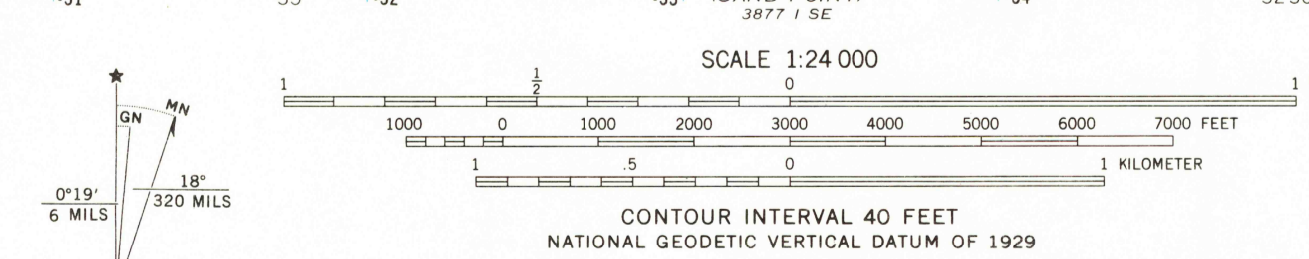 3877 I SE
SCALE 1:24 000
1 1/2 0 1
1000 0 1000 2000 3000 4000 5000 6000 7000 FEET
1 .5 0 1 KILOMETER
CONTOUR INTERVAL 40 FEET
NATIONAL GEODETIC VERTICAL DATUM OF 1929
MN
GN
0°19'
6 MILS
18°
320 MILS